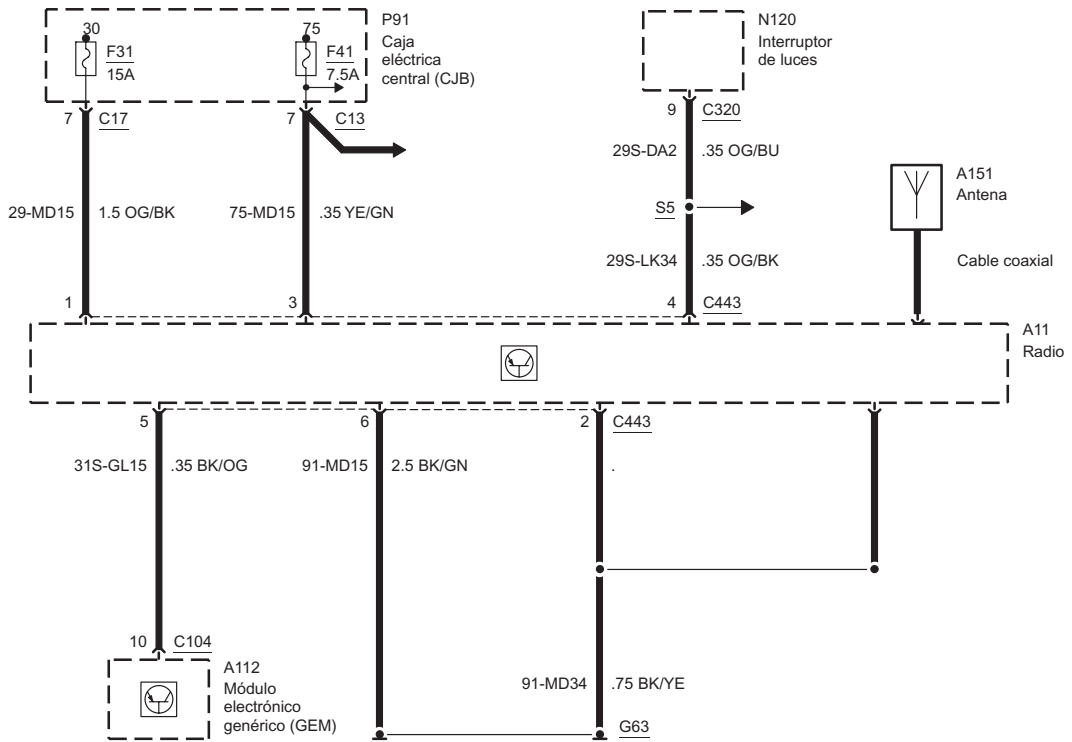 30
F31
15A
75
F41
7.5A
P91
Caja
eléctrica
central (CJB)
N120
Interruptor
de luces
7 C17
7 C13
9 C320
29S-DA2 .35 OG/BU
A151
Antena
29-MD15 1.5 OG/BK
75-MD15 .35 YE/GN
S5
29S-LK34 .35 OG/BK
Cable coaxial
1
3
4 C443
A11
Radio
5
6
2 C443
31S-GL15 .35 BK/OG
91-MD15 2.5 BK/GN
.
10 C104
A112
Módulo
electrónico
genérico (GEM)
91-MD34 .75 BK/YE
G63